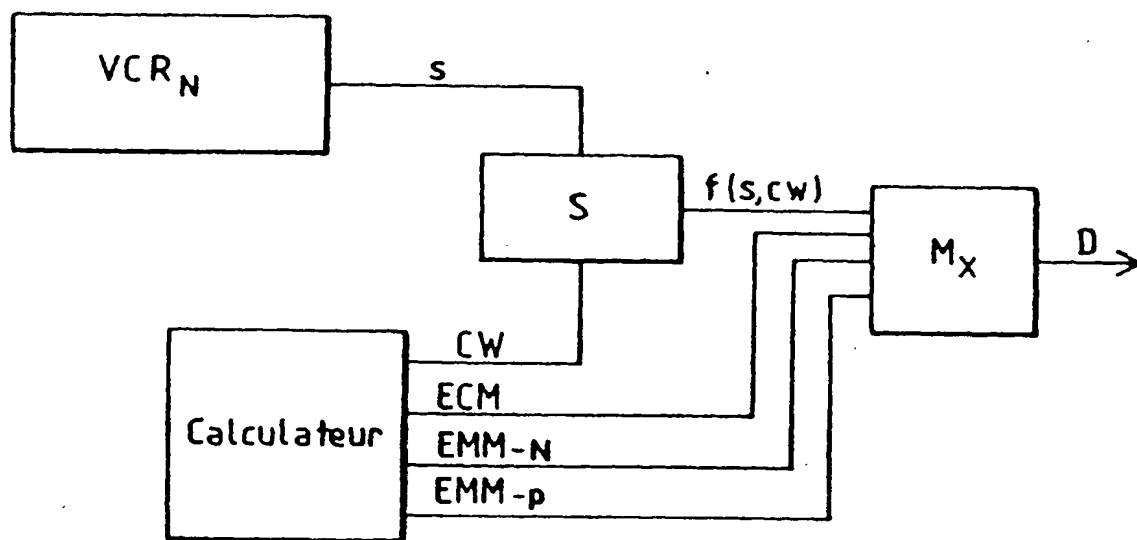 VCR_N
s
S
f(s,cw)
M_X
D
CW
ECM
EMM-N
EMM-p
Calculateur